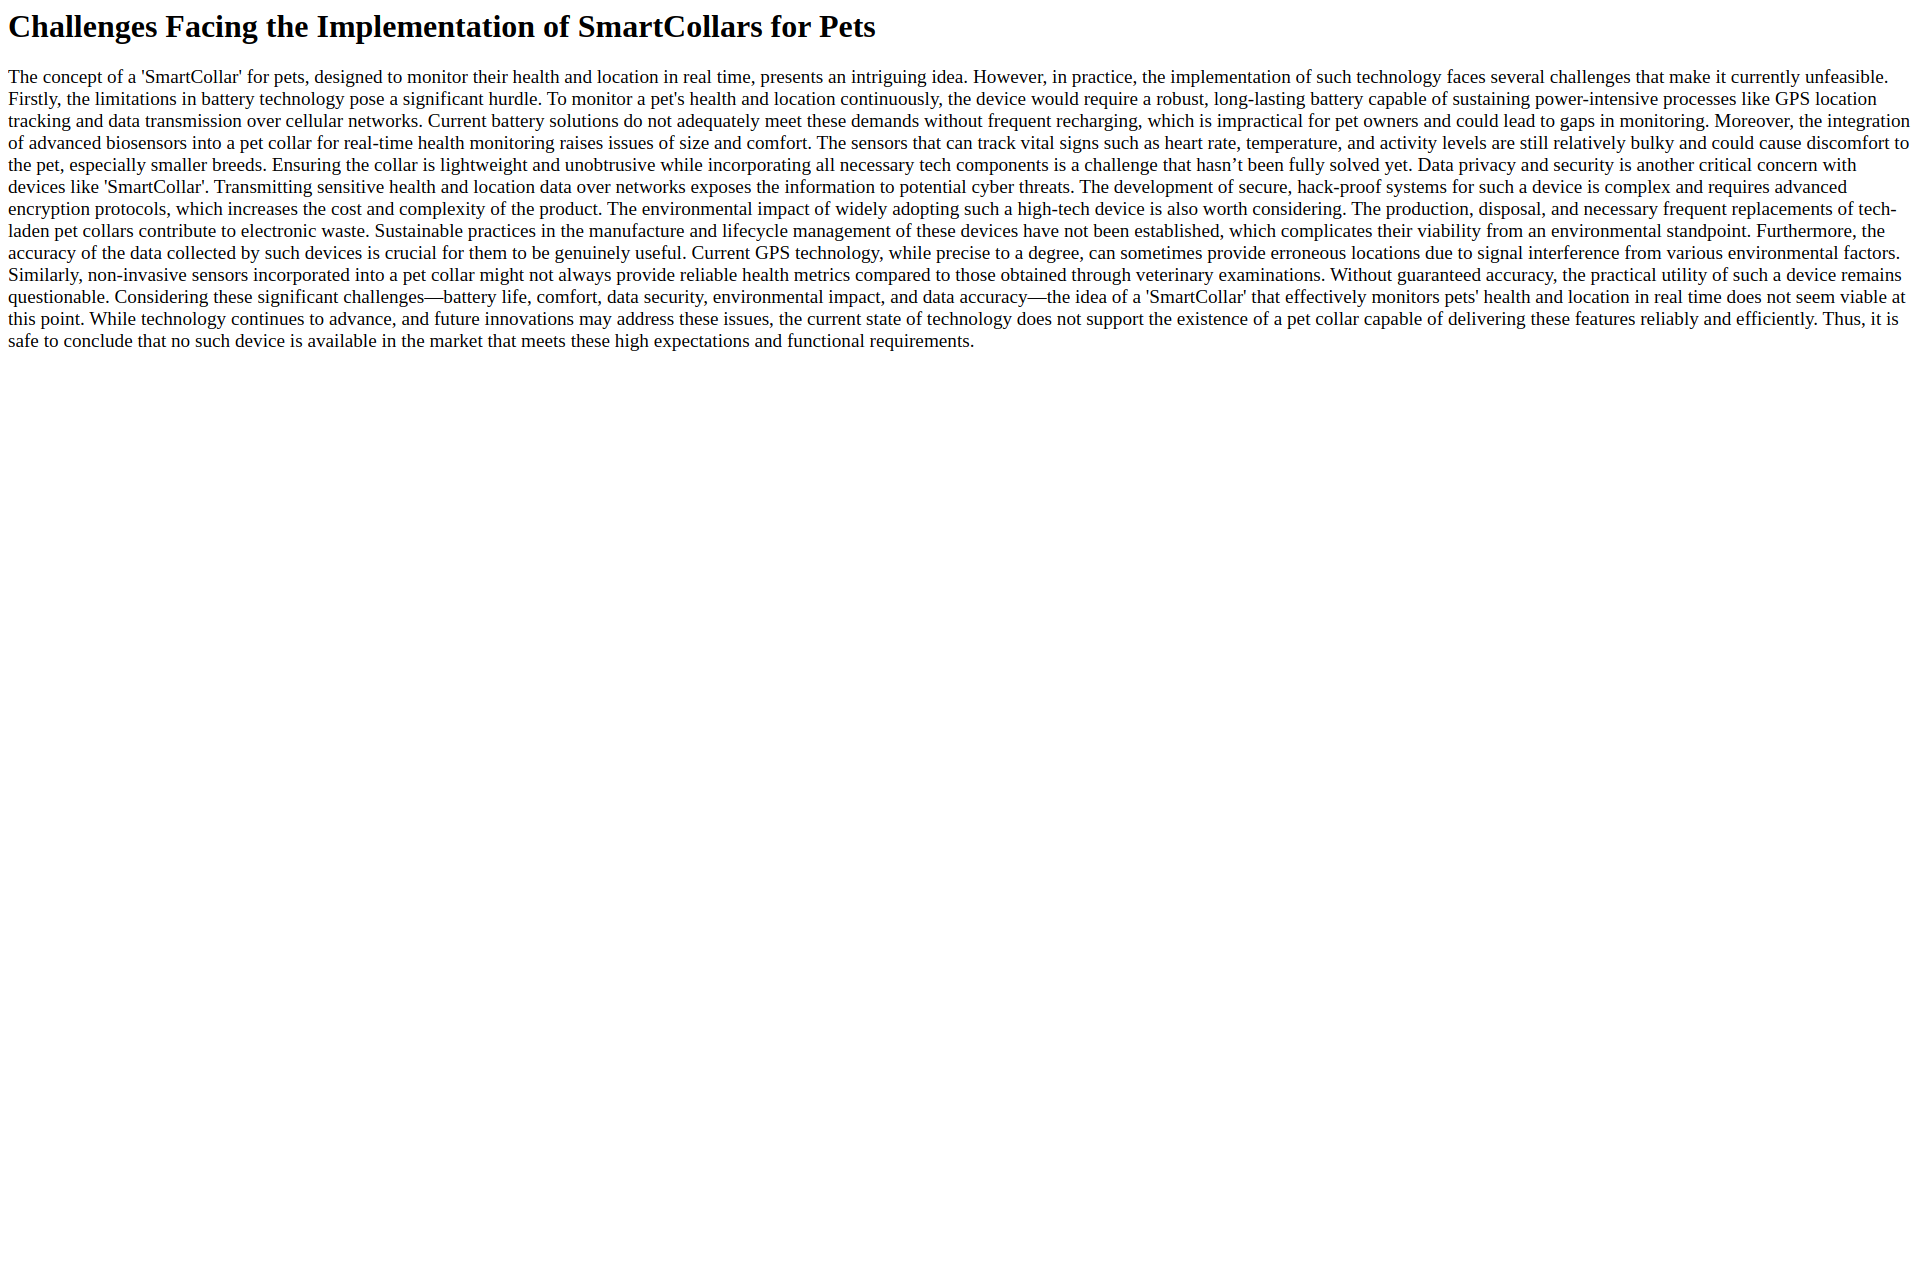 Challenges Facing the Implementation of SmartCollars for Pets
The concept of a 'SmartCollar' for pets, designed to monitor their health and location in real time, presents an intriguing idea. However, in practice, the implementation of such technology faces several challenges that make it currently unfeasible.
Firstly, the limitations in battery technology pose a significant hurdle. To monitor a pet's health and location continuously, the device would require a robust, long-lasting battery capable of sustaining power-intensive processes like GPS location
tracking and data transmission over cellular networks. Current battery solutions do not adequately meet these demands without frequent recharging, which is impractical for pet owners and could lead to gaps in monitoring. Moreover, the integration
of advanced biosensors into a pet collar for real-time health monitoring raises issues of size and comfort. The sensors that can track vital signs such as heart rate, temperature, and activity levels are still relatively bulky and could cause discomfort to
the pet, especially smaller breeds. Ensuring the collar is lightweight and unobtrusive while incorporating all necessary tech components is a challenge that hasn’t been fully solved yet. Data privacy and security is another critical concern with
devices like 'SmartCollar'. Transmitting sensitive health and location data over networks exposes the information to potential cyber threats. The development of secure, hack-proof systems for such a device is complex and requires advanced
encryption protocols, which increases the cost and complexity of the product. The environmental impact of widely adopting such a high-tech device is also worth considering. The production, disposal, and necessary frequent replacements of tech-
laden pet collars contribute to electronic waste. Sustainable practices in the manufacture and lifecycle management of these devices have not been established, which complicates their viability from an environmental standpoint. Furthermore, the
accuracy of the data collected by such devices is crucial for them to be genuinely useful. Current GPS technology, while precise to a degree, can sometimes provide erroneous locations due to signal interference from various environmental factors.
Similarly, non-invasive sensors incorporated into a pet collar might not always provide reliable health metrics compared to those obtained through veterinary examinations. Without guaranteed accuracy, the practical utility of such a device remains
questionable. Considering these significant challenges—battery life, comfort, data security, environmental impact, and data accuracy—the idea of a 'SmartCollar' that effectively monitors pets' health and location in real time does not seem viable at
this point. While technology continues to advance, and future innovations may address these issues, the current state of technology does not support the existence of a pet collar capable of delivering these features reliably and efficiently. Thus, it is
safe to conclude that no such device is available in the market that meets these high expectations and functional requirements.